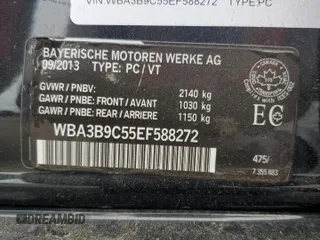 VIN:WBA3B9C55EF588272 TYPE:PC
BAYERISCHE MOTOREN WERKE AG
09/2013 TYPE: PC/VT
GVWR / PNBV: 2140 kg
GAWR / PNBE: FRONT / AVANT 1030 kg
GAWR / PNBE: REAR / ARRIERE 1150 kg
WBA3B9C55EF588272
EC
475/
7 355 883
© DREAMBID